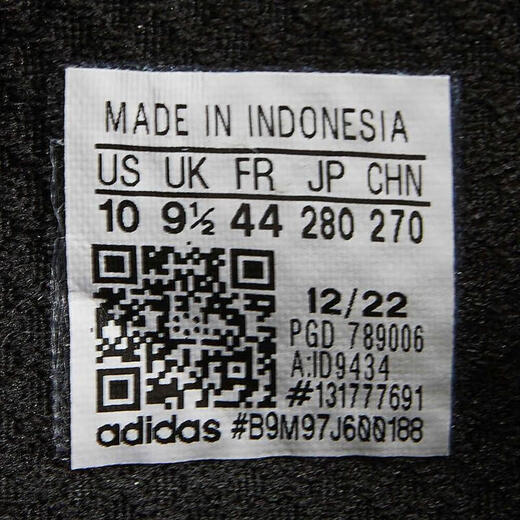 MADE IN INDONESIA
US UK FR JP CHN
10 9½ 44 280 270
12/22
PGD 789006
A:ID9434
#131777691
adidas #B9M97J600188